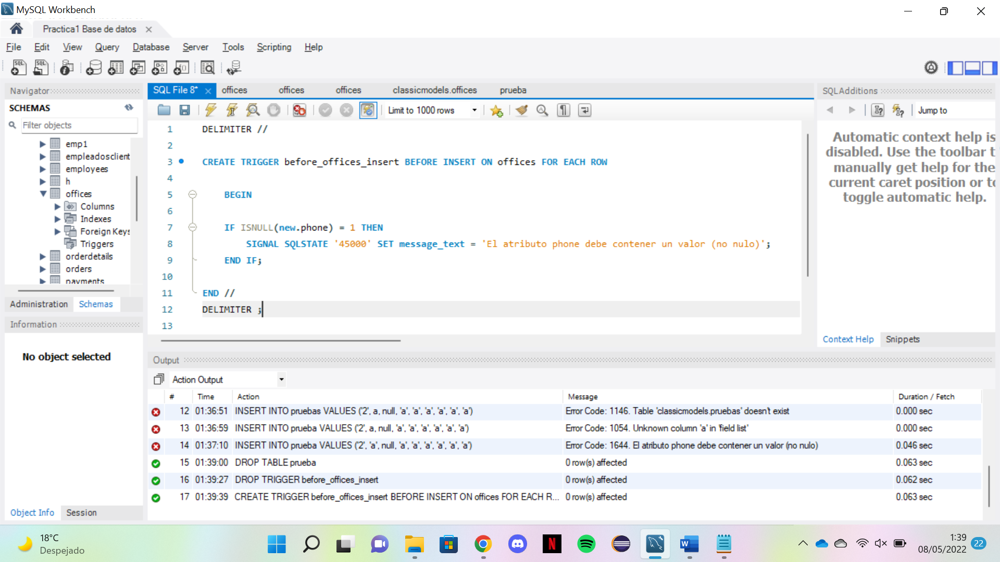 MySQL Workbench
Practica1 Base de datos
File Edit View Query Database Server Tools Scripting Help
Navigator
SCHEMAS
Filter objects
emp1
empleadosclient
employees
h
offices
Columns
Indexes
Foreign Keys
Triggers
orderdetails
orders
payments
Administration Schemas
Information
No object selected
Object Info Session
SQL File 8* offices offices offices classicmodels.offices prueba
Limit to 1000 rows
1 DELIMITER //
2
3 CREATE TRIGGER before_offices_insert BEFORE INSERT ON offices FOR EACH ROW
4
5 BEGIN
6
7 IF ISNULL(new.phone) = 1 THEN
8 SIGNAL SQLSTATE '45000' SET message_text = 'El atributo phone debe contener un valor (no nulo)';
9 END IF;
10
11 END //
12 DELIMITER ;
13
SQLAdditions
Jump to
Automatic context help is
disabled. Use the toolbar t
manually get help for the
current caret position or to
toggle automatic help.
Context Help Snippets
Output
Action Output
# Time Action Message Duration / Fetch
12 01:36:51 INSERT INTO pruebas VALUES ('2', a, null, 'a', 'a', 'a', 'a', 'a', 'a') Error Code: 1146. Table 'classicmodels.pruebas' doesn't exist 0.000 sec
13 01:36:59 INSERT INTO prueba VALUES ('2', a, null, 'a', 'a', 'a', 'a', 'a', 'a') Error Code: 1054. Unknown column 'a' in 'field list' 0.000 sec
14 01:37:10 INSERT INTO prueba VALUES ('2', 'a', null, 'a', 'a', 'a', 'a', 'a', 'a') Error Code: 1644. El atributo phone debe contener un valor (no nulo) 0.046 sec
15 01:39:00 DROP TABLE prueba 0 row(s) affected 0.063 sec
16 01:39:27 DROP TRIGGER before_offices_insert 0 row(s) affected 0.062 sec
17 01:39:39 CREATE TRIGGER before_offices_insert BEFORE INSERT ON offices FOR EACH R... 0 row(s) affected 0.063 sec
18°C
Despejado
1:39
08/05/2022
22